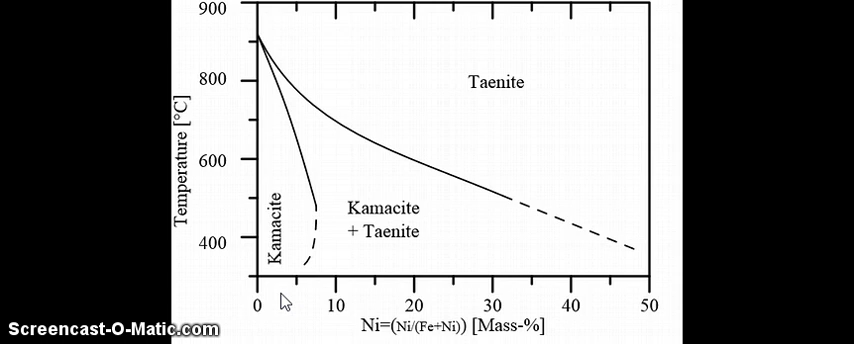 900
800
600
400
Temperature [°C]
Taenite
Kamacite
Kamacite
+ Taenite
0 10 20 30 40 50
Ni=(Ni/(Fe+Ni)) [Mass-%]
Screencast-O-Matic.com